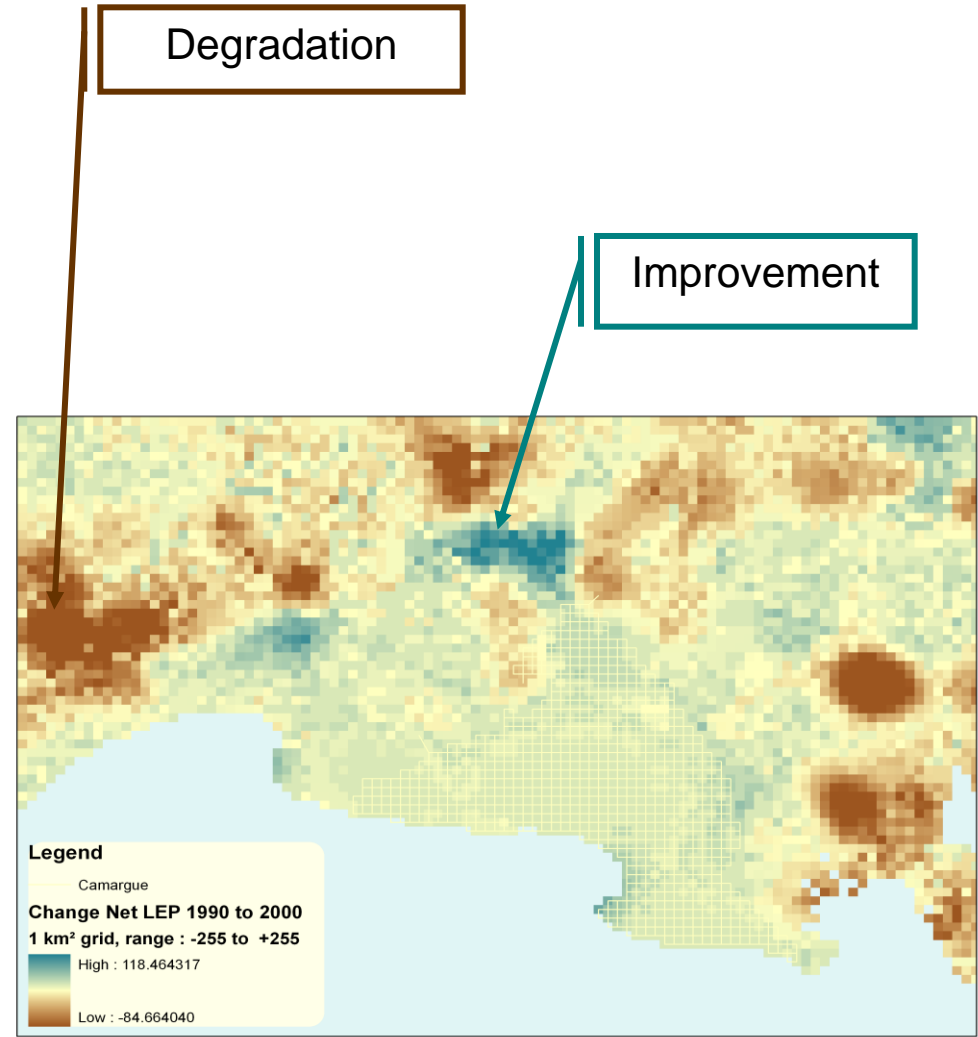 Degradation
Improvement
Legend
Camargue
Change Net LEP 1990 to 2000
1 km² grid, range : -255 to +255
High : 118.464317
Low : -84.664040